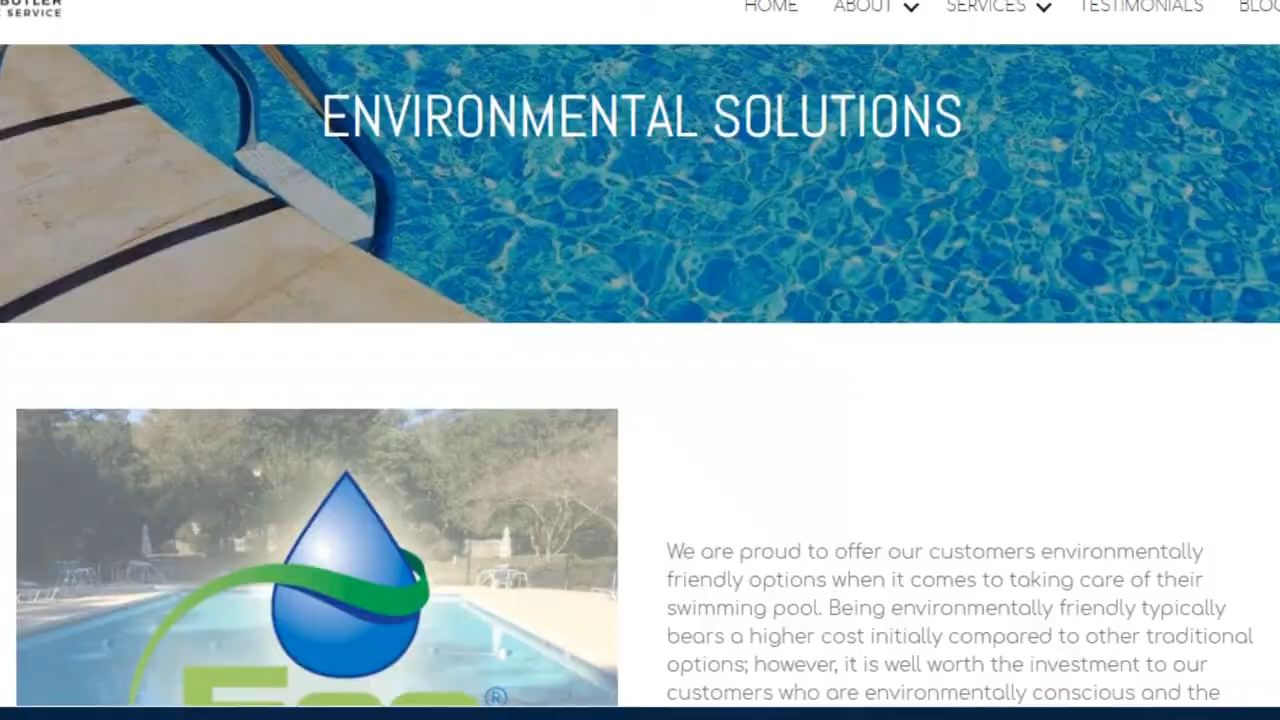 BUTLER
SERVICE
HOME ABOUT SERVICES TESTIMONIALS BLOG
ENVIRONMENTAL SOLUTIONS
We are proud to offer our customers environmentally
friendly options when it comes to taking care of their
swimming pool. Being environmentally friendly typically
bears a higher cost initially compared to other traditional
options; however, it is well worth the investment to our
customers who are environmentally conscious and the
®